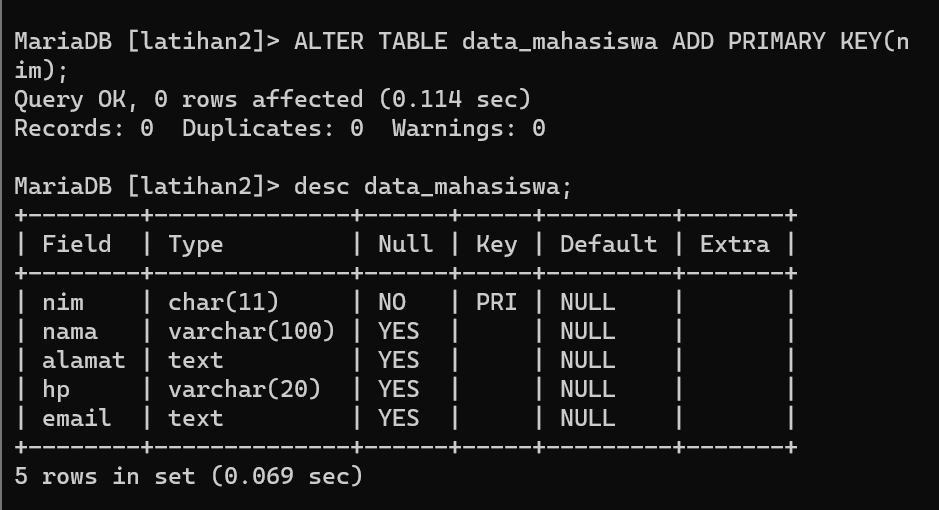 MariaDB [latihan2]> ALTER TABLE data_mahasiswa ADD PRIMARY KEY(n
im);
Query OK, 0 rows affected (0.114 sec)
Records: 0  Duplicates: 0  Warnings: 0

MariaDB [latihan2]> desc data_mahasiswa;
+--------+--------------+------+-----+---------+-------+
| Field  | Type         | Null | Key | Default | Extra |
+--------+--------------+------+-----+---------+-------+
| nim    | char(11)     | NO   | PRI | NULL    |       |
| nama   | varchar(100) | YES  |     | NULL    |       |
| alamat | text         | YES  |     | NULL    |       |
| hp     | varchar(20)  | YES  |     | NULL    |       |
| email  | text         | YES  |     | NULL    |       |
+--------+--------------+------+-----+---------+-------+
5 rows in set (0.069 sec)